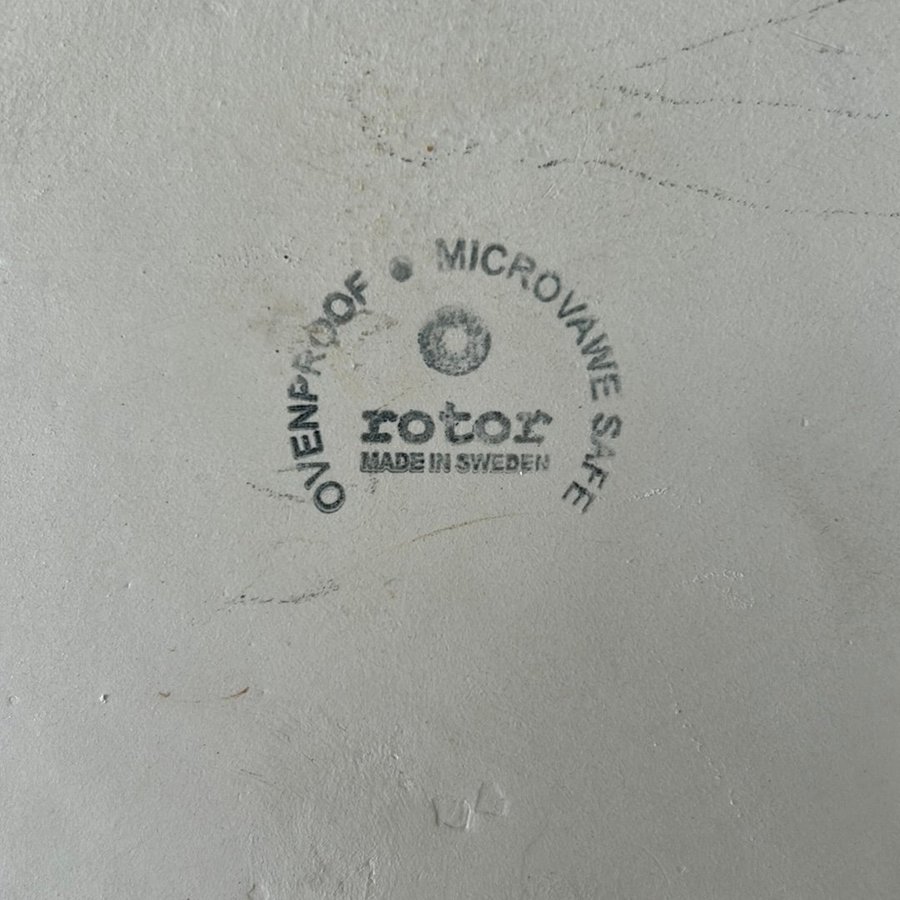 OVENPROOF • MICROVAWE SAFE
rotor
MADE IN SWEDEN